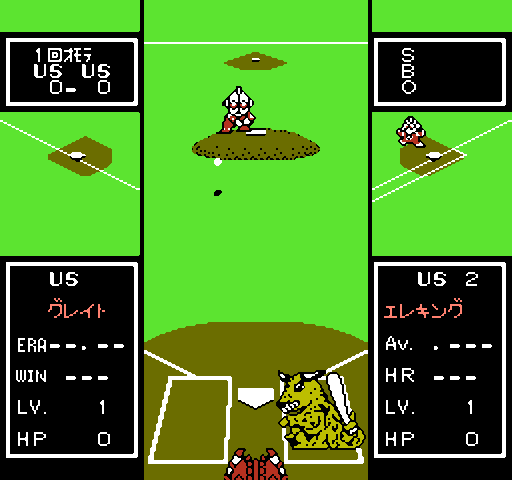 1回オモテ
US US
0- 0
S
B
O
US
グレイト
ERA--.--
WIN ---
LV. 1
HP 0
US 2
エレキング
Av. .---
HR ---
LV. 1
HP 0